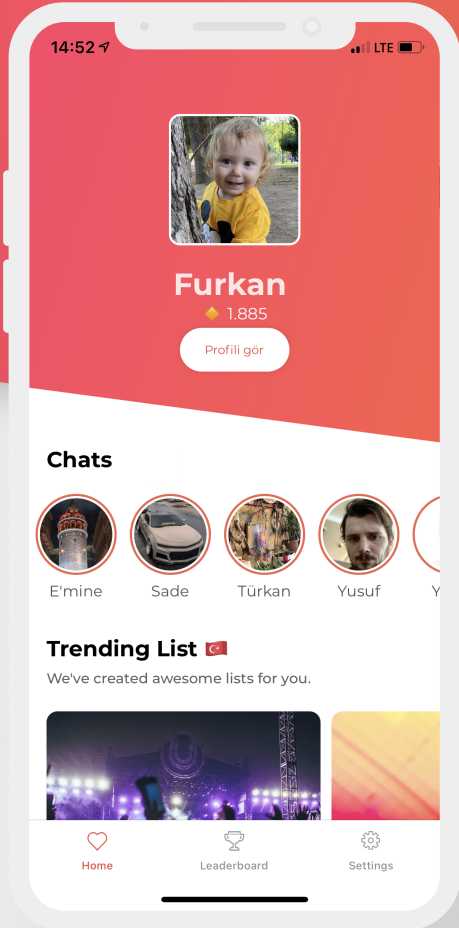 14:52
LTE
Furkan
1.885
Profili gör
Chats
E'mine
Sade
Türkan
Yusuf
Trending List 🇹🇷
We've created awesome lists for you.
Home
Leaderboard
Settings